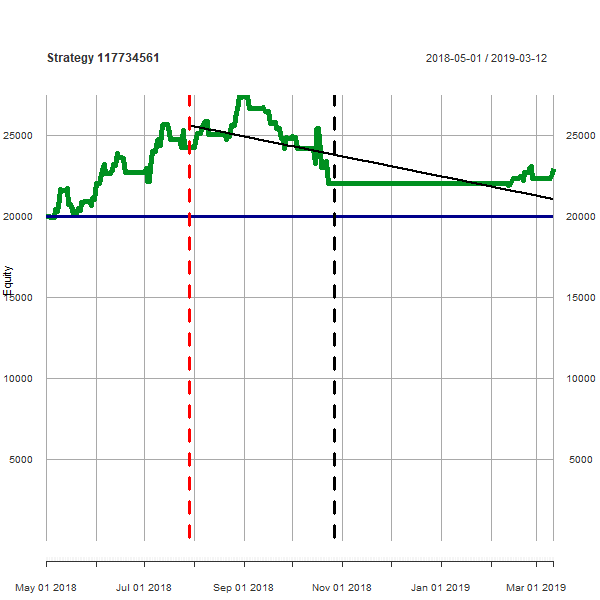 Strategy 117734561
2018-05-01 / 2019-03-12
25000
25000
20000
20000
Equity
15000
15000
10000
10000
5000
5000
May 01 2018
Jul 01 2018
Sep 01 2018
Nov 01 2018
Jan 01 2019
Mar 01 2019